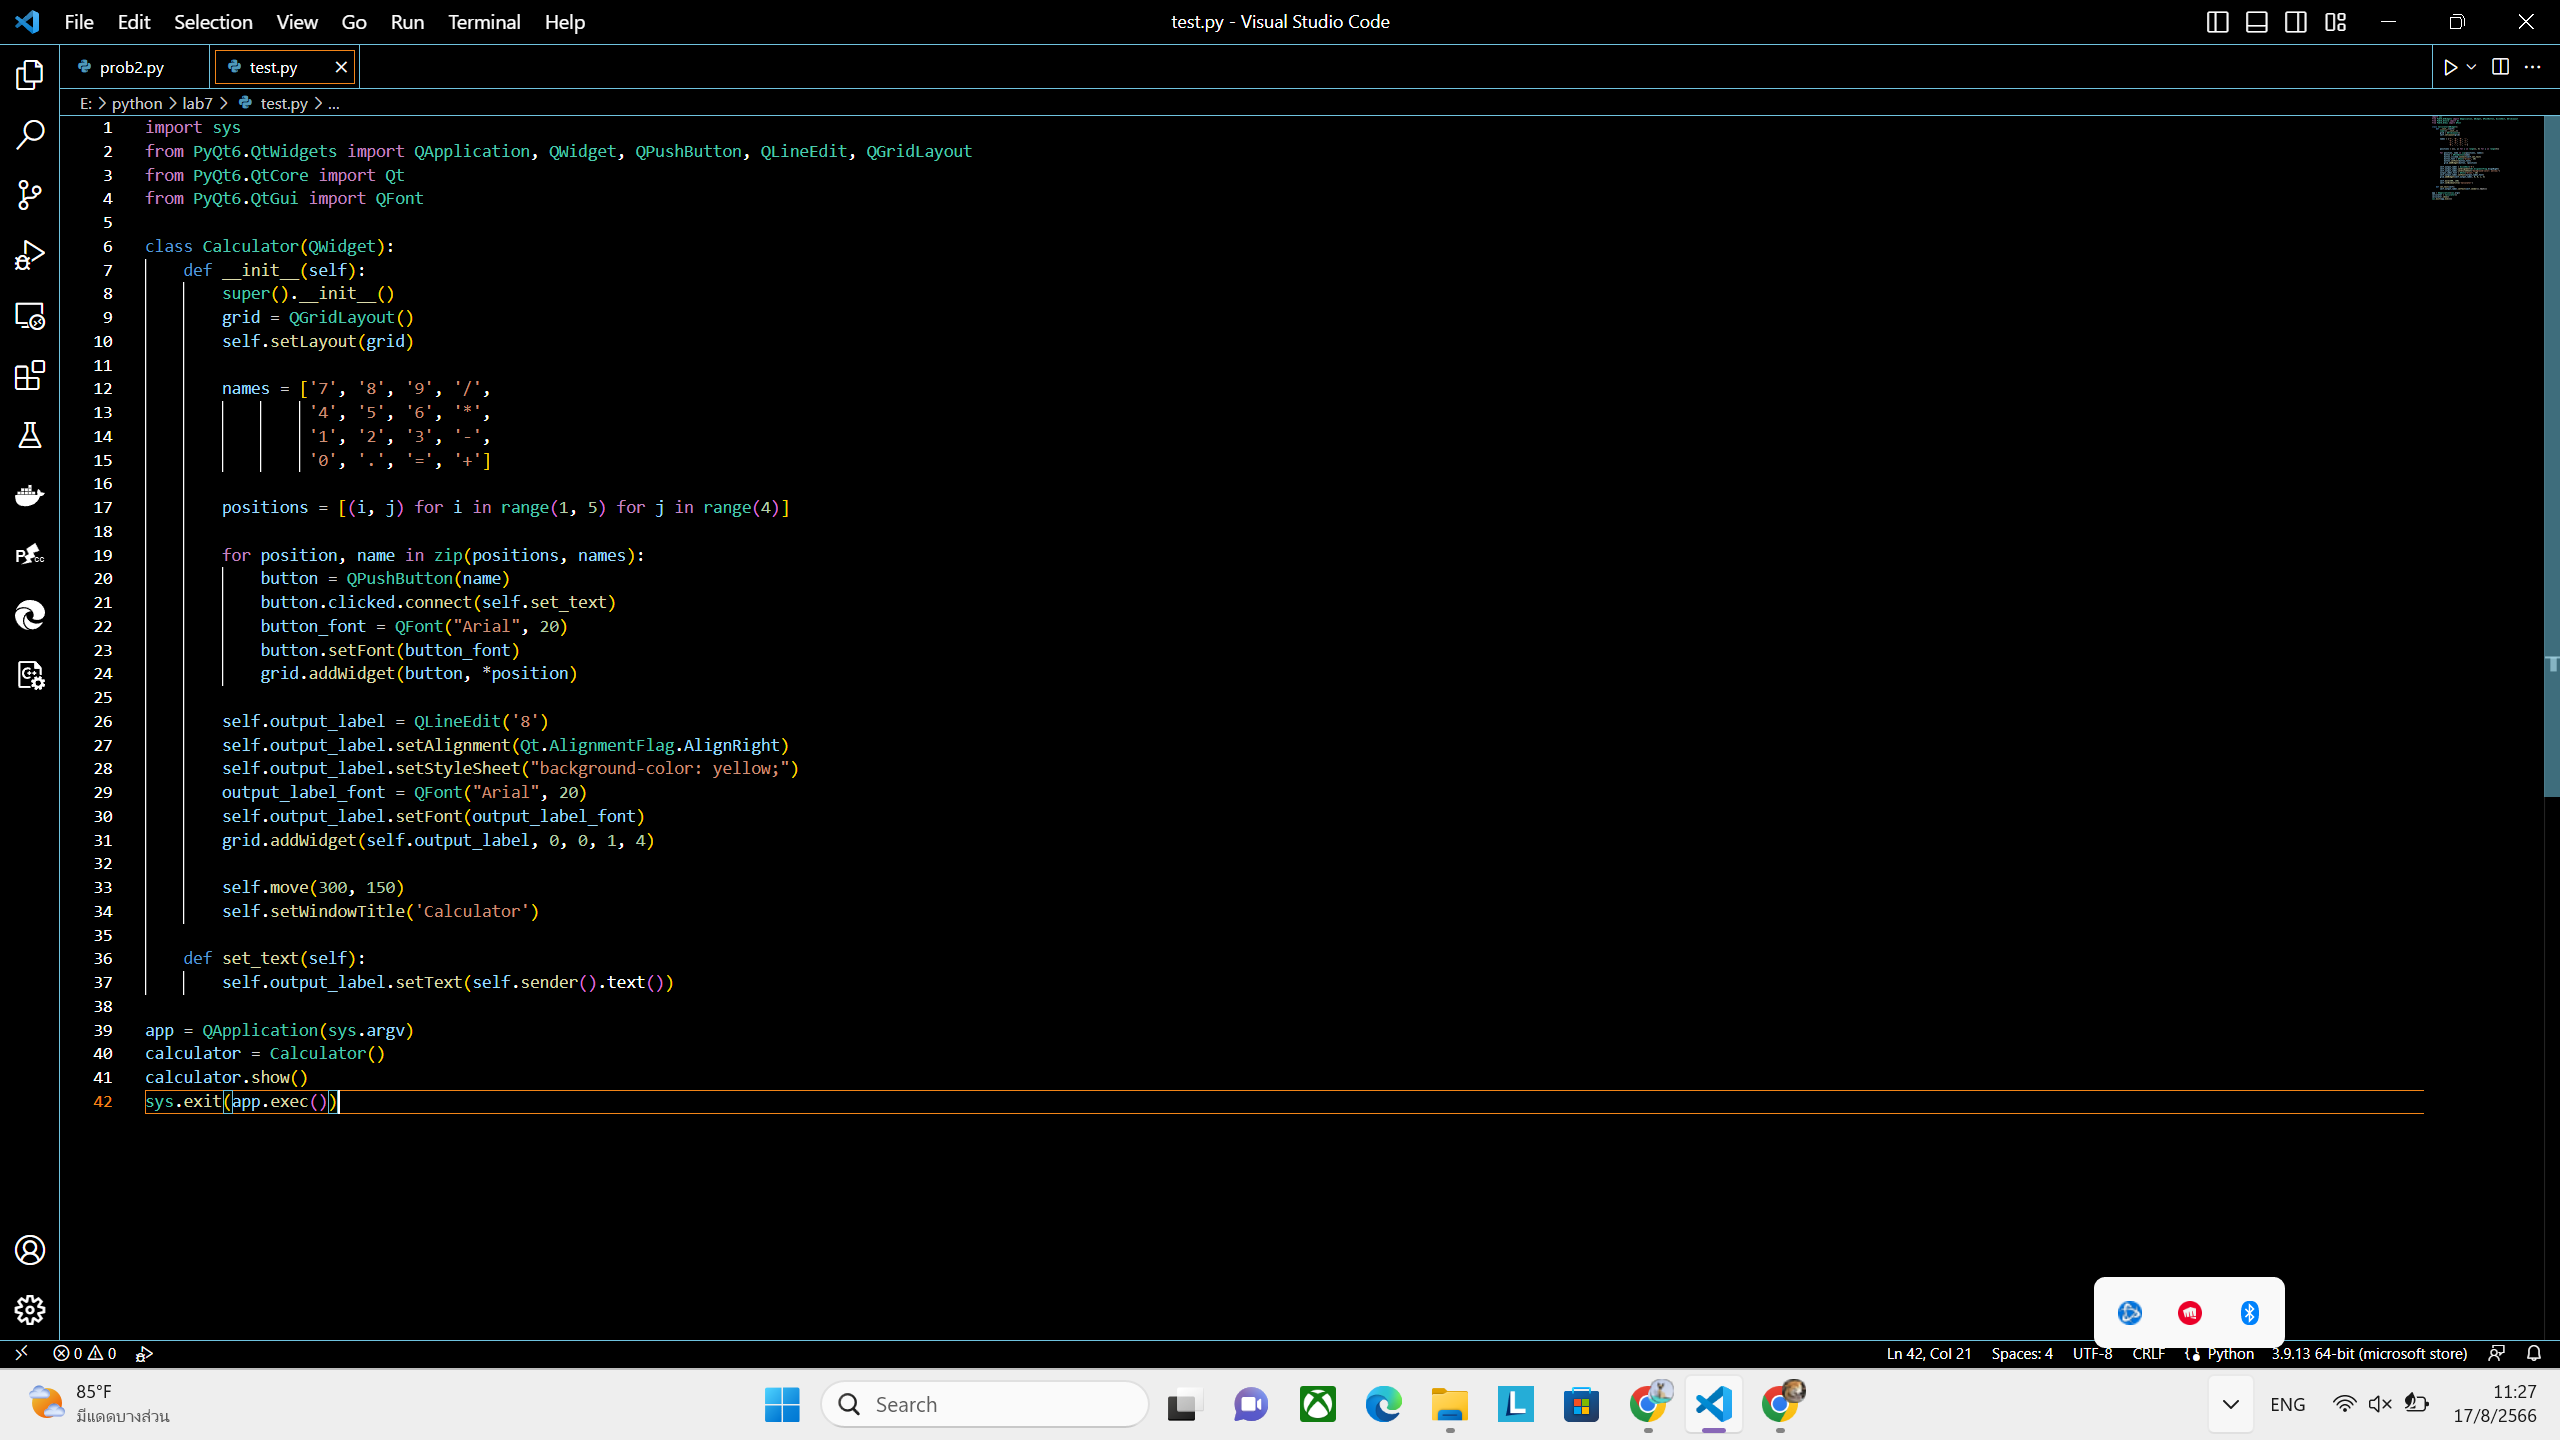 File Edit Selection View Go Run Terminal Help
test.py - Visual Studio Code
prob2.py
test.py
E: > python > lab7 > test.py > ...
1 import sys
2 from PyQt6.QtWidgets import QApplication, QWidget, QPushButton, QLineEdit, QGridLayout
3 from PyQt6.QtCore import Qt
4 from PyQt6.QtGui import QFont
5
6 class Calculator(QWidget):
7     def __init__(self):
8         super().__init__()
9         grid = QGridLayout()
10         self.setLayout(grid)
11
12         names = ['7', '8', '9', '/',
13                  '4', '5', '6', '*',
14                  '1', '2', '3', '-',
15                  '0', '.', '=', '+']
16
17         positions = [(i, j) for i in range(1, 5) for j in range(4)]
18
19         for position, name in zip(positions, names):
20             button = QPushButton(name)
21             button.clicked.connect(self.set_text)
22             button_font = QFont("Arial", 20)
23             button.setFont(button_font)
24             grid.addWidget(button, *position)
25
26         self.output_label = QLineEdit('8')
27         self.output_label.setAlignment(Qt.AlignmentFlag.AlignRight)
28         self.output_label.setStyleSheet("background-color: yellow;")
29         output_label_font = QFont("Arial", 20)
30         self.output_label.setFont(output_label_font)
31         grid.addWidget(self.output_label, 0, 0, 1, 4)
32
33         self.move(300, 150)
34         self.setWindowTitle('Calculator')
35
36     def set_text(self):
37         self.output_label.setText(self.sender().text())
38
39 app = QApplication(sys.argv)
40 calculator = Calculator()
41 calculator.show()
42 sys.exit(app.exec())
0 0
Ln 42, Col 21 Spaces: 4 UTF-8 CRLF Python 3.9.13 64-bit (microsoft store)
85°F
มีแดดบางส่วน
Search
ENG
11:27
17/8/2566